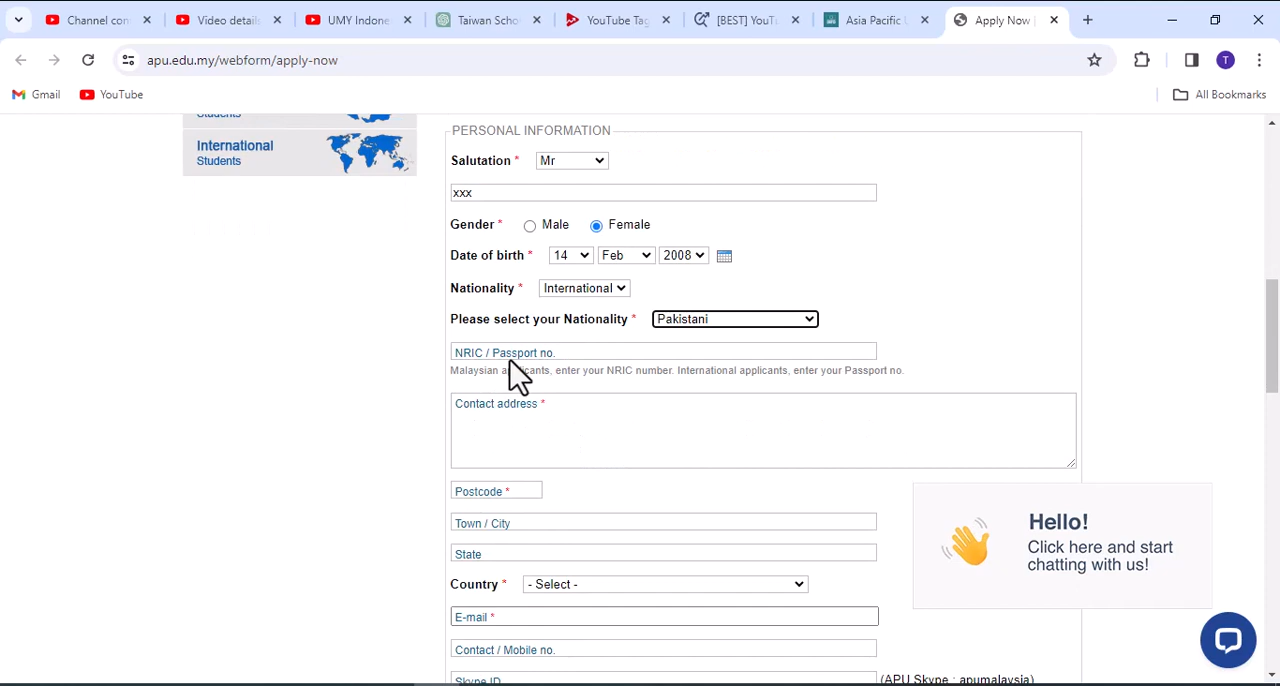 Channel con
Video details
UMY Indone
Taiwan Scho
YouTube Tag
[BEST] YouT
Asia Pacific U
Apply Now |
apu.edu.my/webform/apply-now
T
Gmail
YouTube
All Bookmarks
Students
International
Students
PERSONAL INFORMATION
Salutation * Mr
xxx
Gender * Male Female
Date of birth * 14 Feb 2008
Nationality * International
Please select your Nationality * Pakistani
NRIC / Passport no.
Malaysian applicants, enter your NRIC number. International applicants, enter your Passport no.
Contact address *
Postcode *
Town / City
State
Country * - Select -
E-mail *
Contact / Mobile no.
Skype ID (APU Skype : apumalaysia)
Hello!
Click here and start
chatting with us!